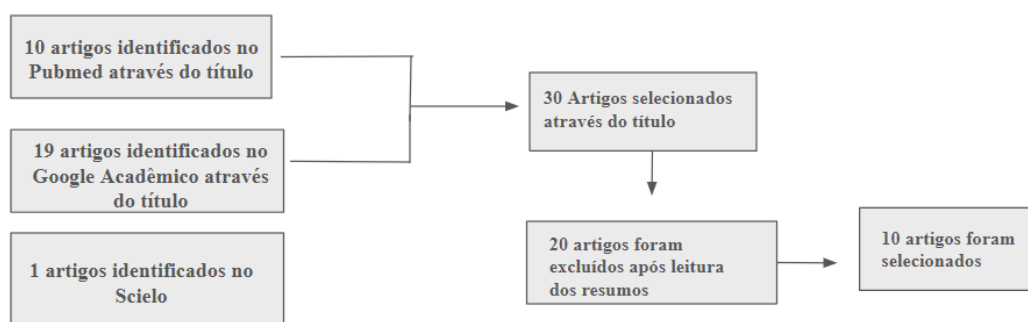 10 artigos identificados no
Pubmed através do título
19 artigos identificados no
Google Acadêmico através
do título
1 artigos identificados no
Scielo
30 Artigos selecionados
através do título
20 artigos foram
excluídos após leitura
dos resumos
10 artigos foram
selecionados